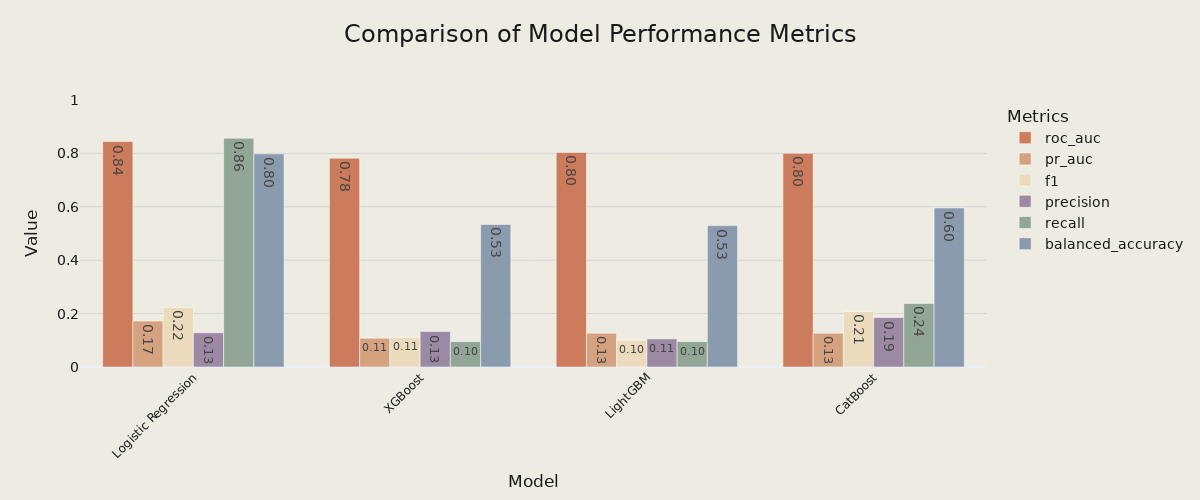 Comparison of Model Performance Metrics
Value
1
0.8
0.6
0.4
0.2
0
0.84
0.17
0.22
0.13
0.86
0.80
0.78
0.11
0.11
0.13
0.10
0.53
0.80
0.13
0.10
0.11
0.10
0.53
0.80
0.13
0.21
0.19
0.24
0.60
Logistic Regression
XGBoost
LightGBM
CatBoost
Model
Metrics
roc_auc
pr_auc
f1
precision
recall
balanced_accuracy